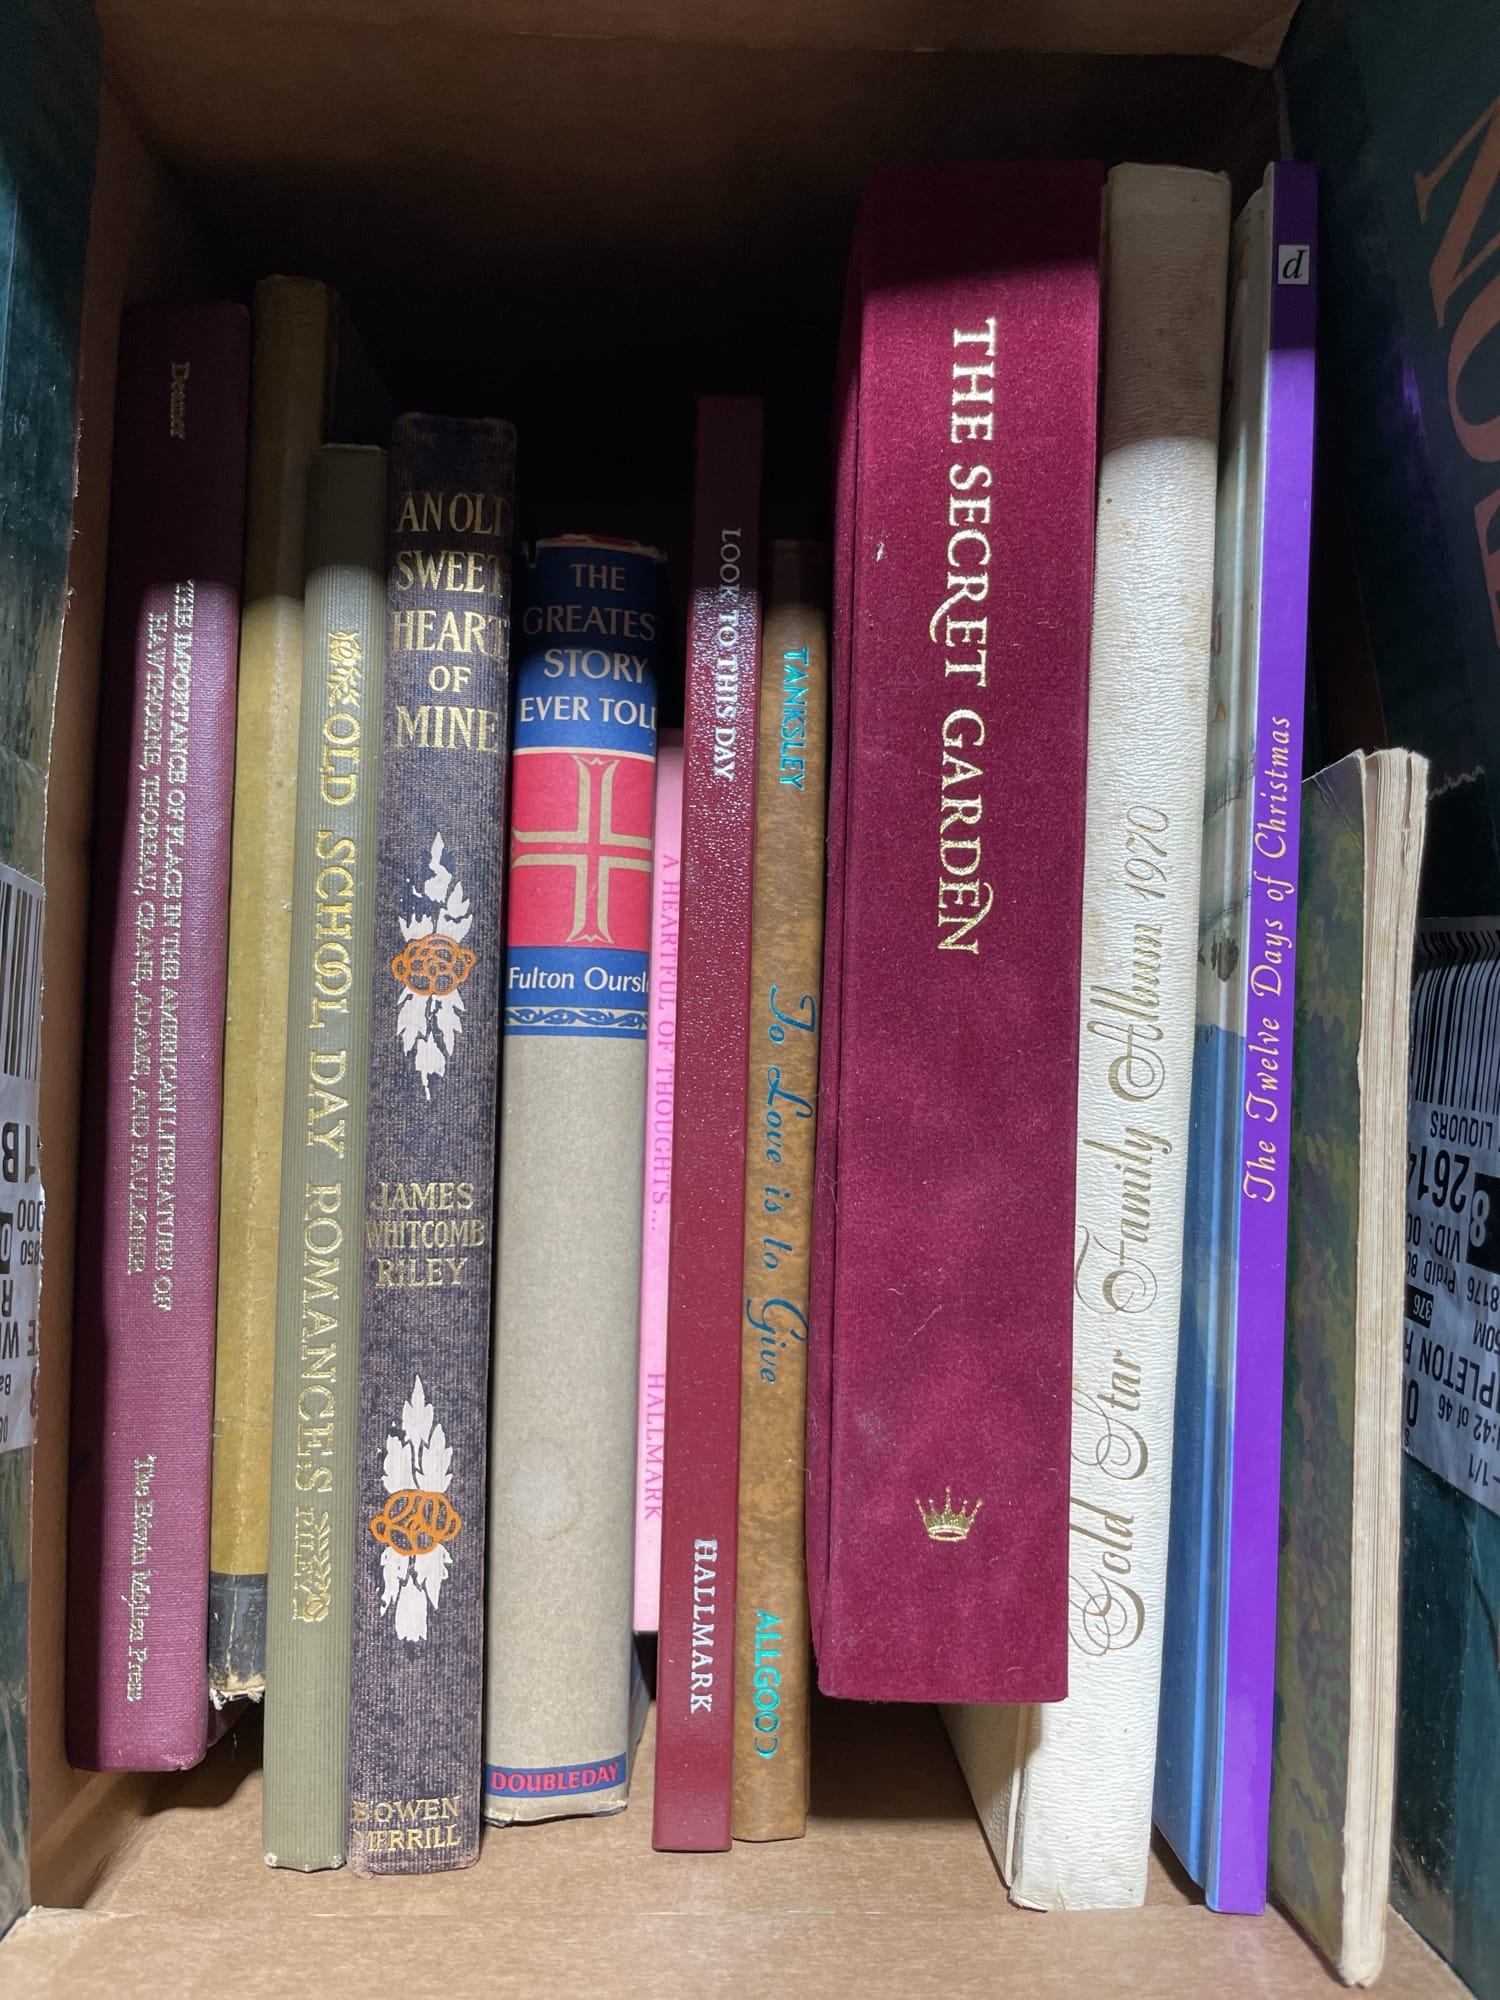 Deamer
THE IMPORTANCE OF PLACE IN THE AMERICAN LITERATURE OF
HAWTHORNE, THOREAU, CRANE, ADAMS, AND FAULKNER
The Edwin Mellen Press
OLD SCHOOL DAY ROMANCES RILEY
AN OLD
SWEET
HEART
OF
MINE
JAMES
WHITCOMB
RILEY
BOWEN
MERRILL
THE
GREATEST
STORY
EVER TOLD
Fulton Oursl
DOUBLEDAY
A HEARTFUL OF THOUGHTS... HALLMARK
LOOK TO THIS DAY HALLMARK
TANKSLEY To Love is to Give ALLGOOD
THE SECRET GARDEN
Gold Star Family Album 1970
d
The Twelve Days of Christmas
LIQUORS
1B